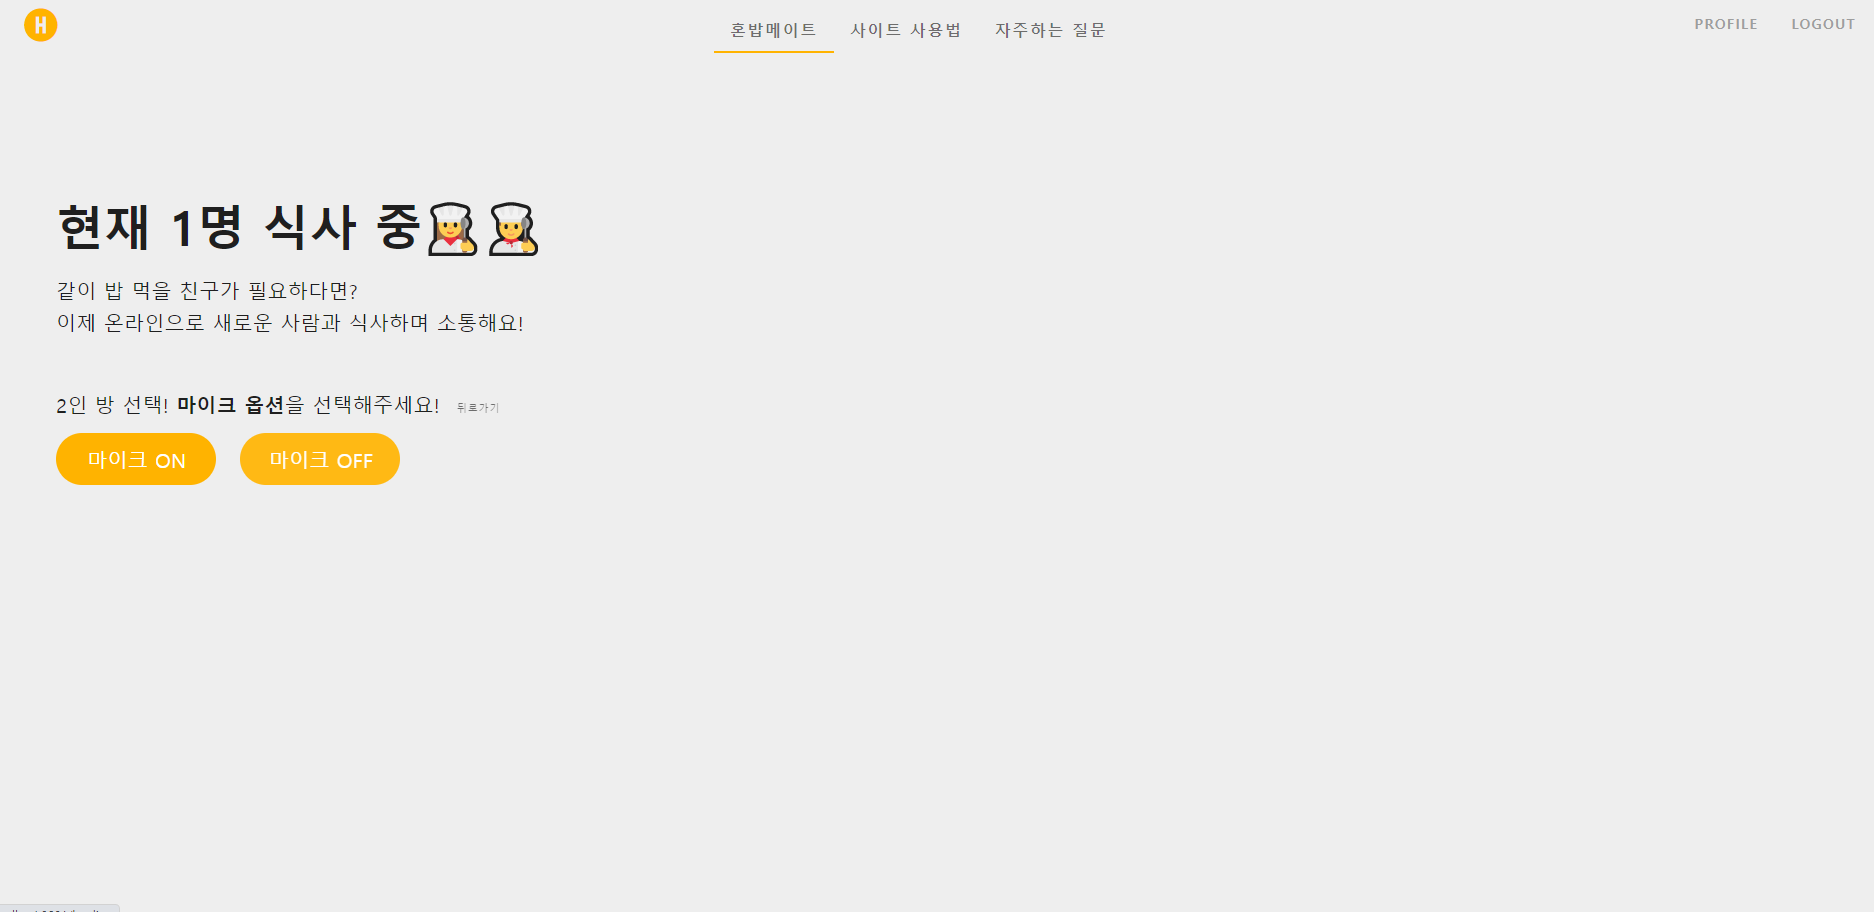 H
혼밥메이트 사이트 사용법 자주하는 질문
PROFILE LOGOUT
현재 1명 식사 중
같이 밥 먹을 친구가 필요하다면?
이제 온라인으로 새로운 사람과 식사하며 소통해요!
2인 방 선택! 마이크 옵션을 선택해주세요! 뒤로가기
마이크 ON 마이크 OFF